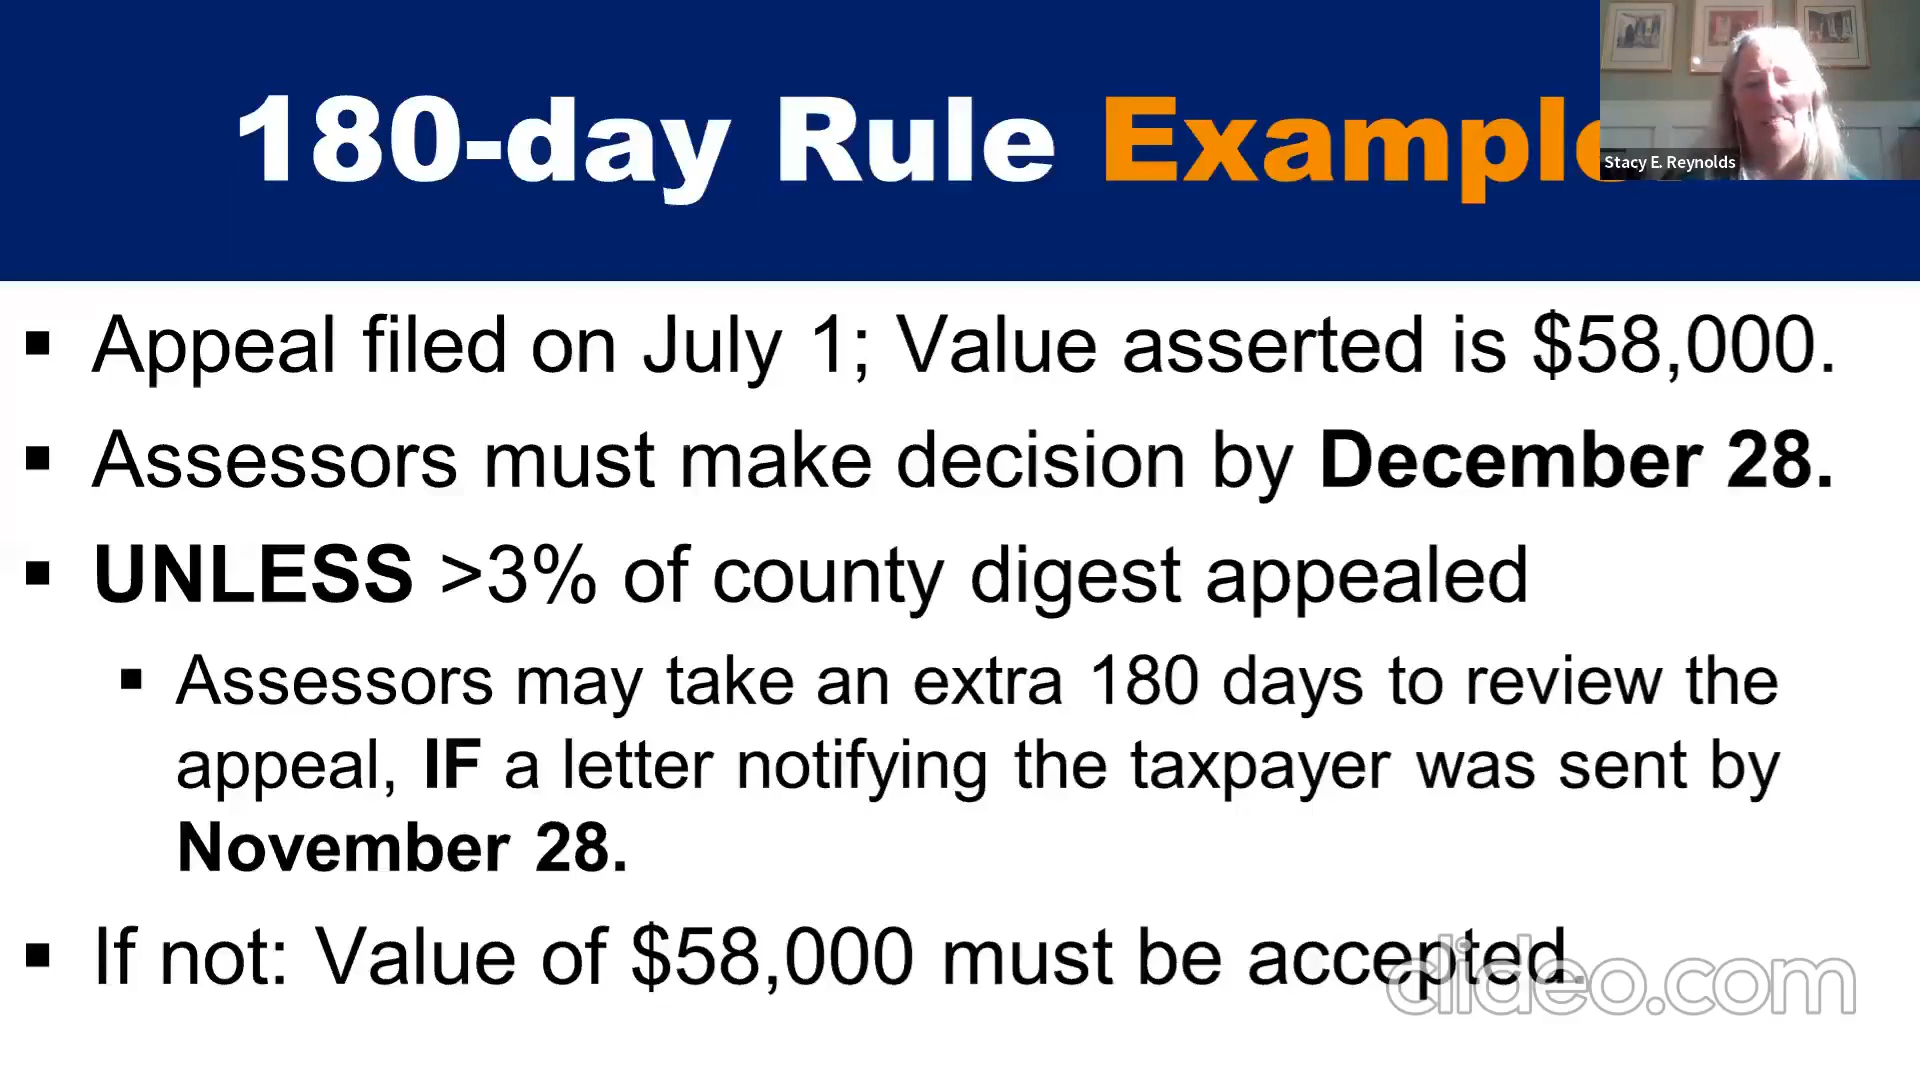 180-day Rule Example
Stacy E. Reynolds
▪ Appeal filed on July 1; Value asserted is $58,000.
▪ Assessors must make decision by December 28.
▪ UNLESS >3% of county digest appealed
▪ Assessors may take an extra 180 days to review the
appeal, IF a letter notifying the taxpayer was sent by
November 28.
▪ If not: Value of $58,000 must be accepted.
clideo.com